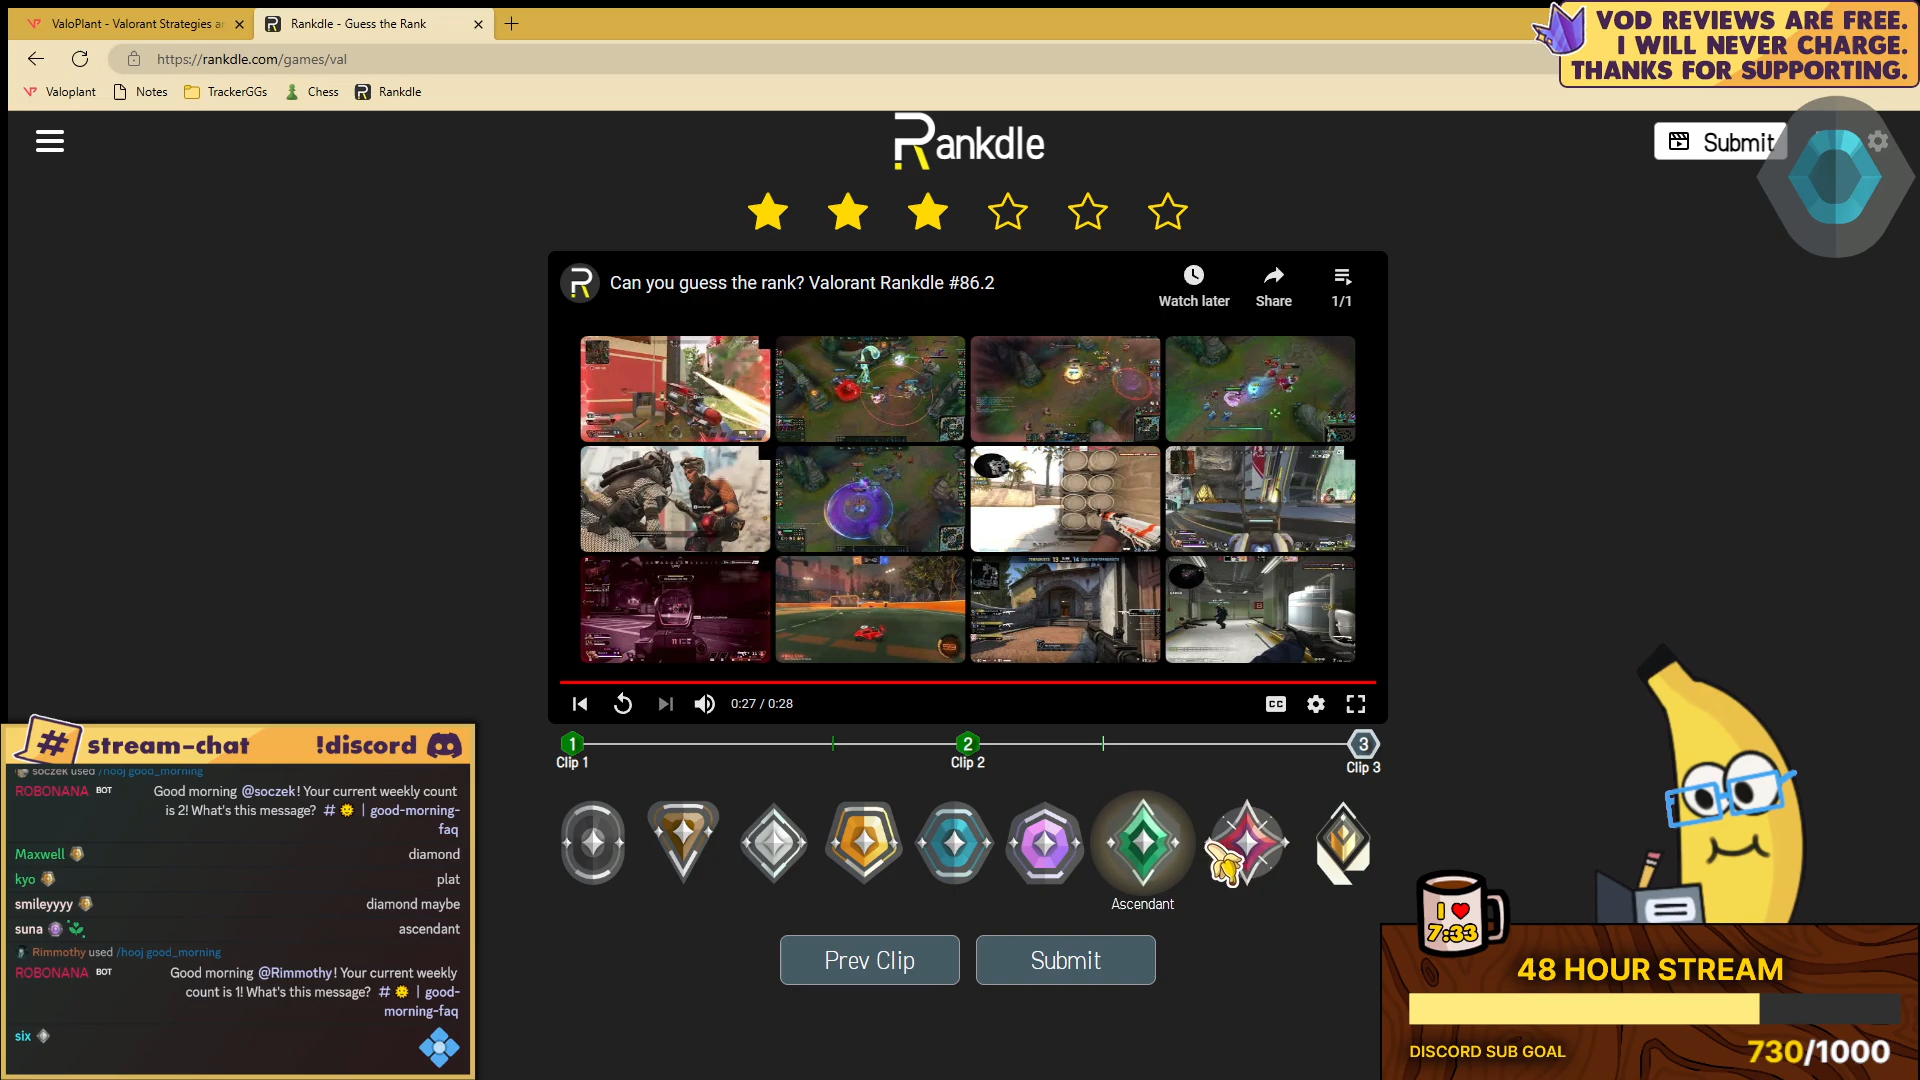 ValoPlant - Valorant Strategies a
Rankdle - Guess the Rank
https://rankdle.com/games/val
Valoplant
Notes
TrackerGGs
Chess
Rankdle
VOD REVIEWS ARE FREE.
I WILL NEVER CHARGE.
THANKS FOR SUPPORTING.
Rankdle
Submit
Can you guess the rank? Valorant Rankdle #86.2
Watch later
Share
1/1
0:27 / 0:28
CC
1
2
3
Clip 1
Clip 2
Clip 3
Ascendant
Prev Clip
Submit
# stream-chat !discord
soczek used /hooj good_morning
ROBONANA BOT Good morning @soczek! Your current weekly count
is 2! What's this message? # | good-morning-
faq
Maxwell diamond
kyo plat
smileyyyy diamond maybe
suna ascendant
Rimmothy used /hooj good_morning
ROBONANA BOT Good morning @Rimmothy! Your current weekly
count is 1! What's this message? # | good-
morning-faq
six
I
7:33
48 HOUR STREAM
DISCORD SUB GOAL 730/1000